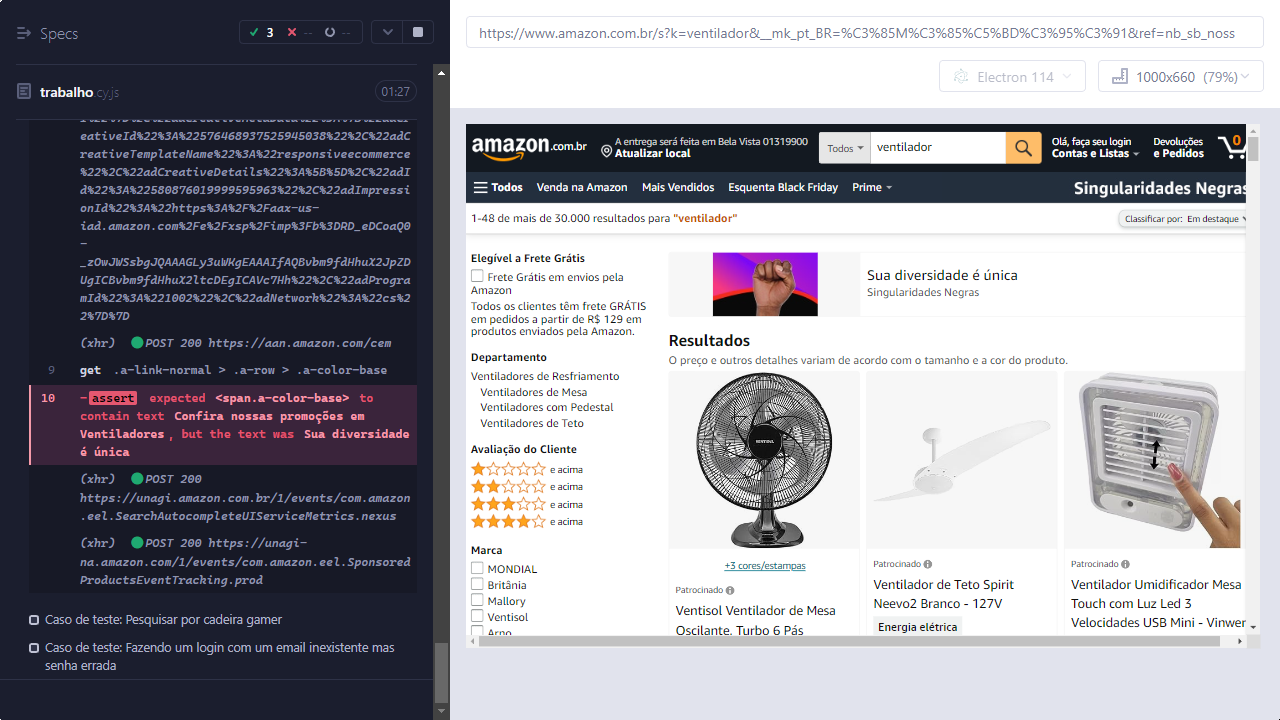 Specs
3
--
--
trabalho.cy.js
01:27
eativeId%22%3A%22576468937525945038%22%2C%22adC
reativeTemplateName%22%3A%22responsiveecommerce
%22%2C%22adCreativeDetails%22%3A%5B%5D%2C%22adI
d%22%3A%22580876019999595963%22%2C%22adImpressi
onId%22%3A%22https%3A%2F%2Faax-us-
iad.amazon.com%2Fe%2Fxsp%2Fimp%3Fb%3DRD_eDCoaQ0
-
_zOwJWSsbgJQAAAGLy3uWKgEAAAIfAQBvbm9fdHhuX2JpZD
UgICBvbm9fdHhuX2ltcDEgICAVc7Hh%22%2C%22adProgra
mId%22%3A%221002%22%2C%22adNetwork%22%3A%22cs%2
2%7D%7D
(xhr) POST 200 https://aan.amazon.com/cem
9 get .a-link-normal > .a-row > .a-color-base
10 -assert expected <span.a-color-base> to
contain text Confira nossas promoções em
Ventiladores, but the text was Sua diversidade
é única
(xhr) POST 200
https://unagi.amazon.com.br/1/events/com.amazon
.eel.SearchAutocompleteUIServiceMetrics.nexus
(xhr) POST 200 https://unagi-
na.amazon.com/1/events/com.amazon.eel.Sponsored
ProductsEventTracking.prod
Caso de teste: Pesquisar por cadeira gamer
Caso de teste: Fazendo um login com um email inexistente mas
senha errada
https://www.amazon.com.br/s?k=ventilador&__mk_pt_BR=%C3%85M%C3%85%C5%BD%C3%95%C3%91&ref=nb_sb_noss
Electron 114
1000x660 (79%)
amazon.com.br
A entrega será feita em Bela Vista 01319900
Atualizar local
Todos
ventilador
Olá, faça seu login
Contas e Listas
Devoluções
e Pedidos
0
Todos
Venda na Amazon
Mais Vendidos
Esquenta Black Friday
Prime
Singularidades Negras
1-48 de mais de 30.000 resultados para "ventilador"
Classificar por: Em destaque
Elegível a Frete Grátis
Frete Grátis em envios pela
Amazon
Todos os clientes têm frete GRÁTIS
em pedidos a partir de R$ 129 em
produtos enviados pela Amazon.
Departamento
Ventiladores de Resfriamento
Ventiladores de Mesa
Ventiladores com Pedestal
Ventiladores de Teto
Avaliação do Cliente
e acima
e acima
e acima
e acima
Marca
MONDIAL
Britânia
Mallory
Ventisol
Arno
Sua diversidade é única
Singularidades Negras
Resultados
O preço e outros detalhes variam de acordo com o tamanho e a cor do produto.
VENTISOL
+3 cores/estampas
Patrocinado
Ventisol Ventilador de Mesa
Oscilante, Turbo 6 Pás
Patrocinado
Ventilador de Teto Spirit
Neevo2 Branco - 127V
Energia elétrica
Patrocinado
Ventilador Umidificador Mesa
Touch com Luz Led 3
Velocidades USB Mini - Vinwer